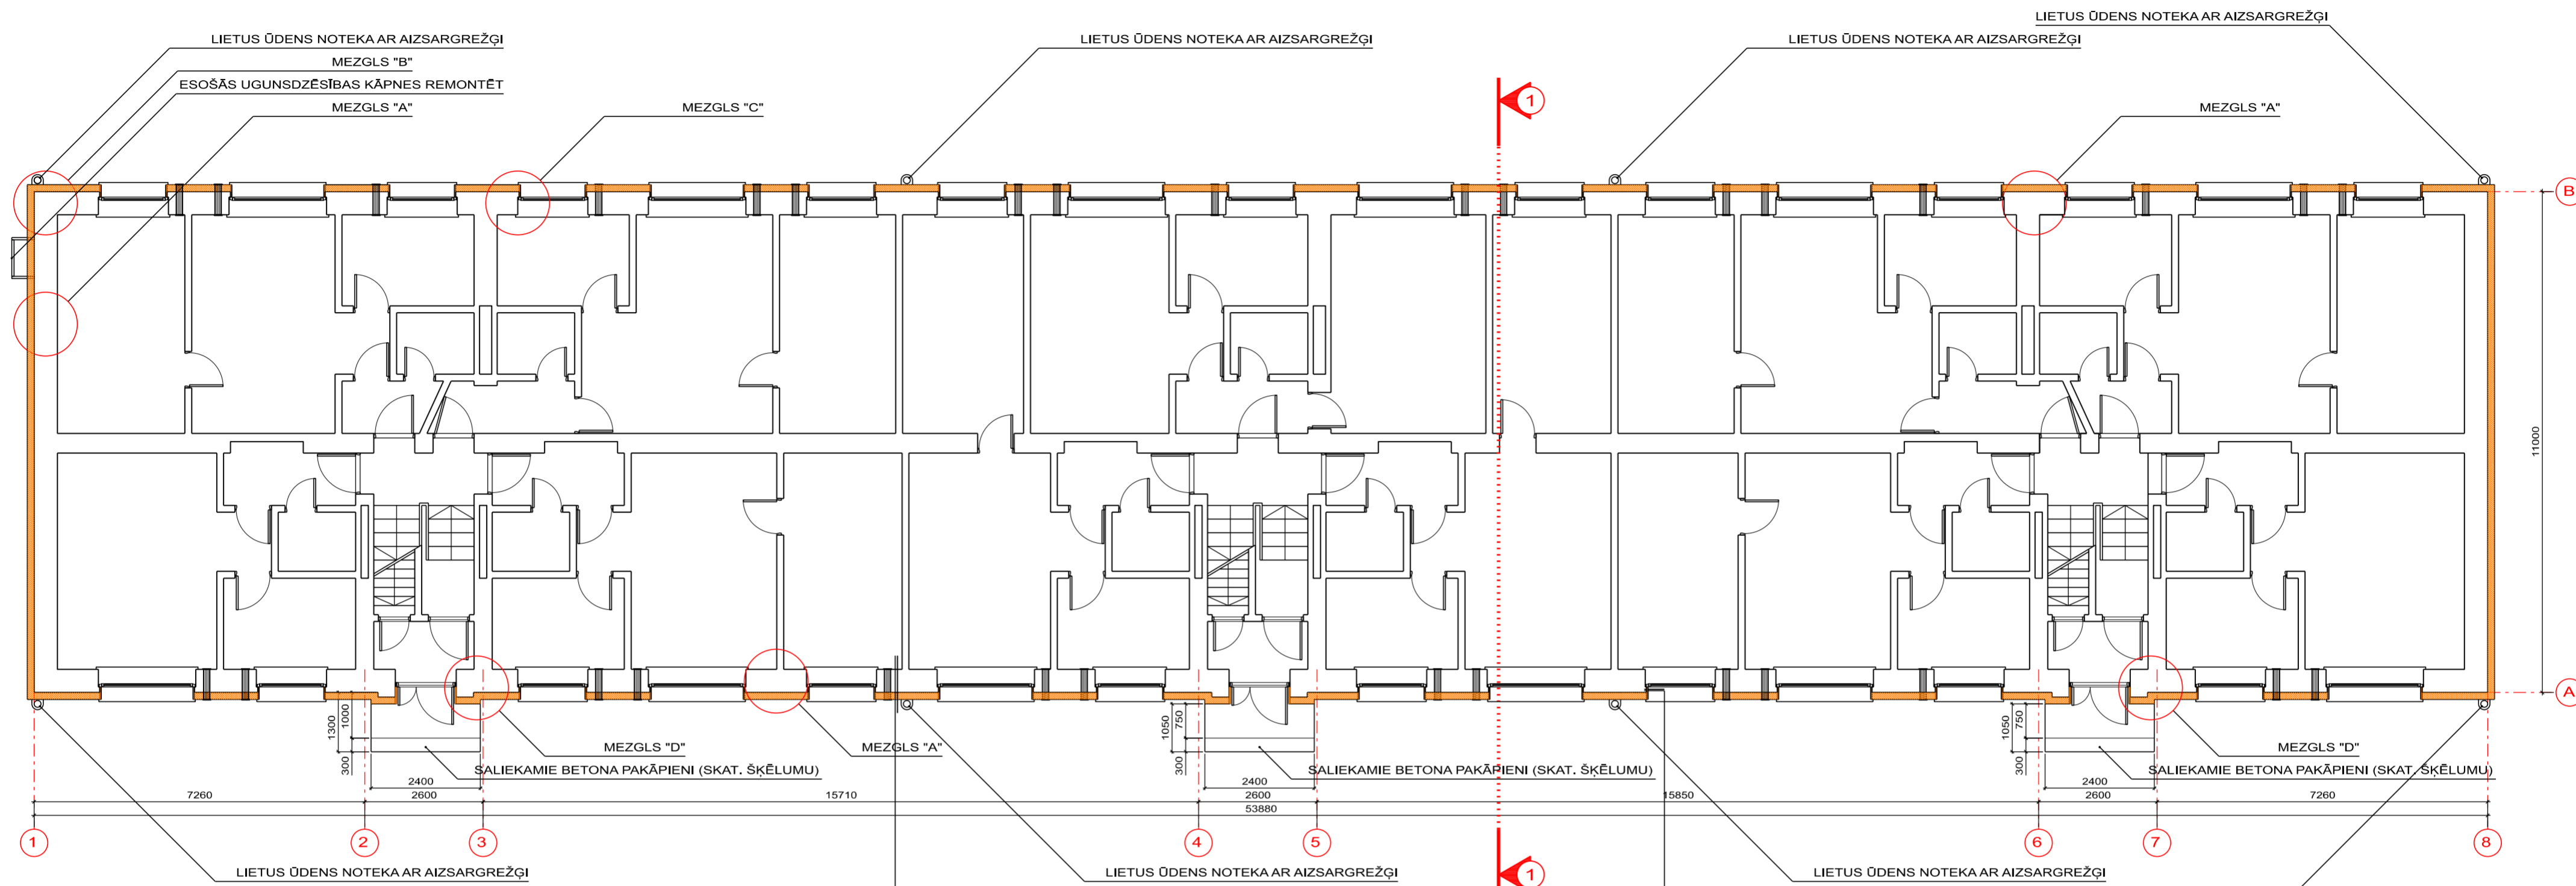 LIETUS ŪDENS NOTEKA AR AIZSARGREŽĢI
LIETUS ŪDENS NOTEKA AR AIZSARGREŽĢI
LIETUS ŪDENS NOTEKA AR AIZSARGREŽĢI
LIETUS ŪDENS NOTEKA AR AIZSARGREŽĢI
MEZGLS "B"
ESOŠĀS UGUNSDZĒSĪBAS KĀPNES REMONTĒT
MEZGLS "A"
MEZGLS "C"
1
MEZGLS "A"
B
11000
A
1300
1000
300
1050
750
300
1050
750
300
MEZGLS "D"
MEZGLS "A"
MEZGLS "D"
SALIEKAMIE BETONA PAKĀPIENI (SKAT. ŠĶĒLUMU)
SALIEKAMIE BETONA PAKĀPIENI (SKAT. ŠĶĒLUMU)
SALIEKAMIE BETONA PAKĀPIENI (SKAT. ŠĶĒLUMU)
2400
2400
2400
7260
2600
15710
2600
15850
2600
7260
53880
1
2
3
4
5
6
7
8
LIETUS ŪDENS NOTEKA AR AIZSARGREŽĢI
LIETUS ŪDENS NOTEKA AR AIZSARGREŽĢI
1
LIETUS ŪDENS NOTEKA AR AIZSARGREŽĢI